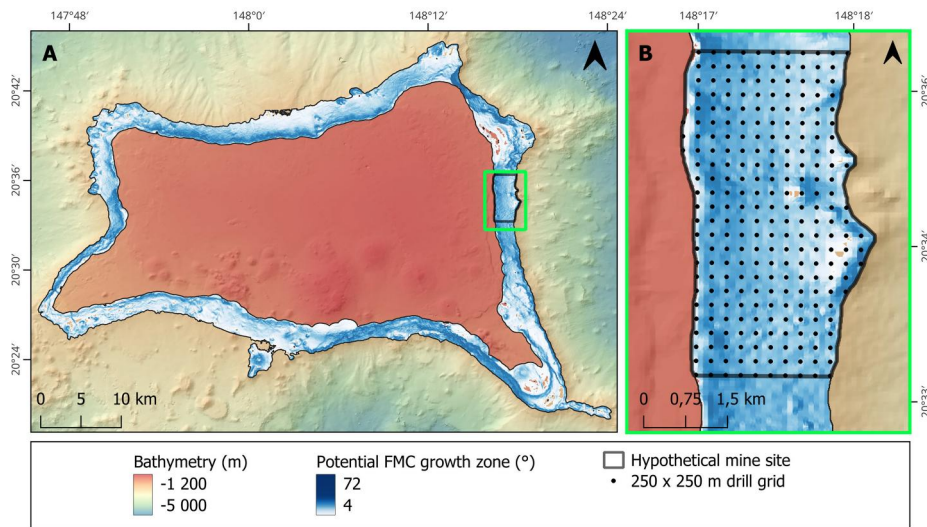 147°48′ 148°0′ 148°12′ 148°24′ 148°17′ 148°18′
A
B
20°42′
20°36′
20°30′
20°24′
20°36′
20°34′
20°33′
0 5 10 km
0 0,75 1,5 km
Bathymetry (m)
-1 200
-5 000
Potential FMC growth zone (°)
72
4
Hypothetical mine site
250 x 250 m drill grid